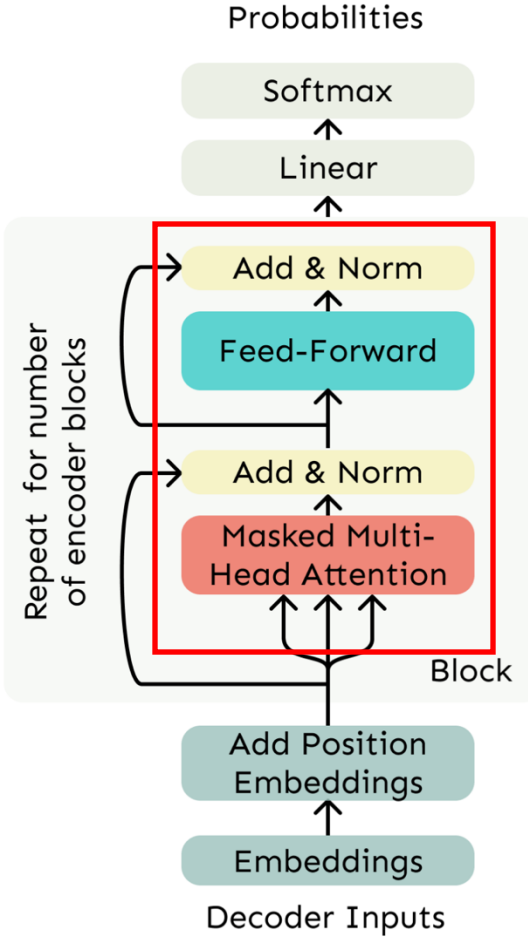 Probabilities
Softmax
Linear
Add & Norm
Feed-Forward
Repeat for number
of encoder blocks
Add & Norm
Masked Multi-
Head Attention
Block
Add Position
Embeddings
Embeddings
Decoder Inputs